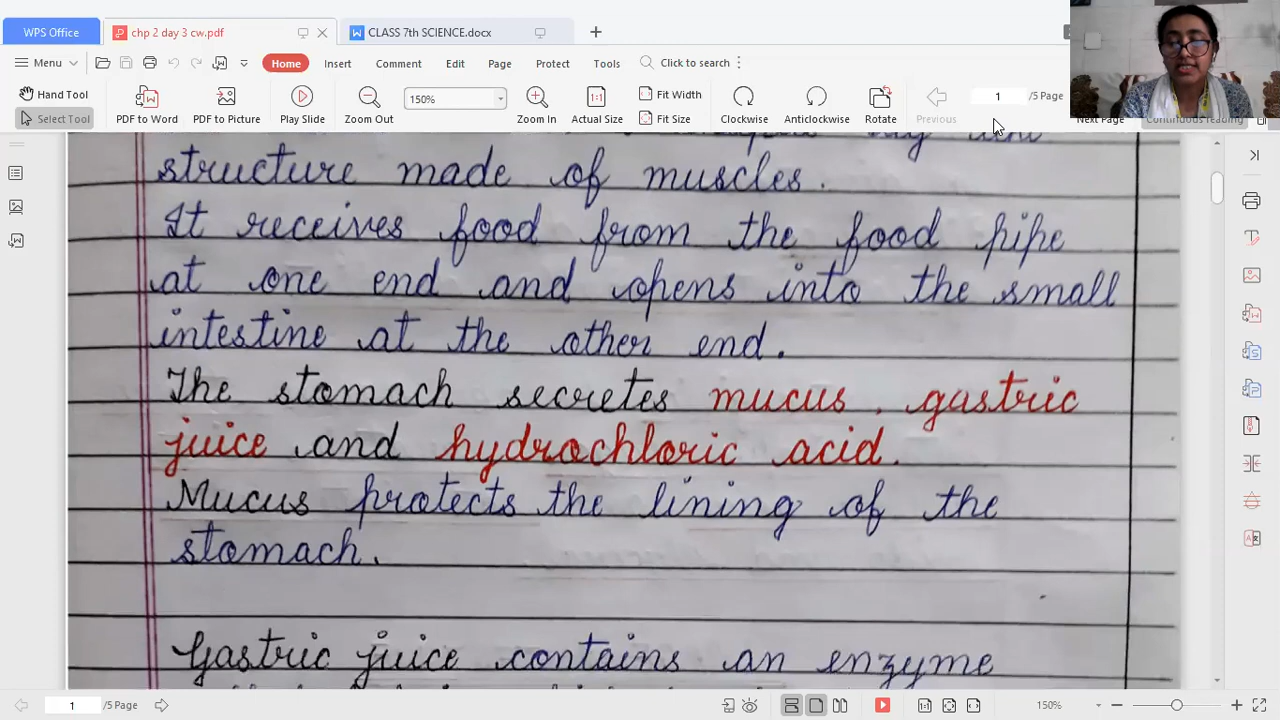 WPS Office
chp 2 day 3 cw.pdf
CLASS 7th SCIENCE.docx
Menu
Home
Insert
Comment
Edit
Page
Protect
Tools
Click to search
Hand Tool
Select Tool
PDF to Word
PDF to Picture
Play Slide
Zoom Out
150%
Zoom In
Actual Size
Fit Width
Fit Size
Clockwise
Anticlockwise
Rotate
Previous
1
/5 Page
Next Page
Continuous reading
structure made of muscles.
It receives food from the food pipe
at one end and opens into the small
intestine at the other end.
The stomach secretes mucus, gastric
juice and hydrochloric acid.
Mucus protects the lining of the
stomach.
Gastric juice contains an enzyme
1
/5 Page
150%